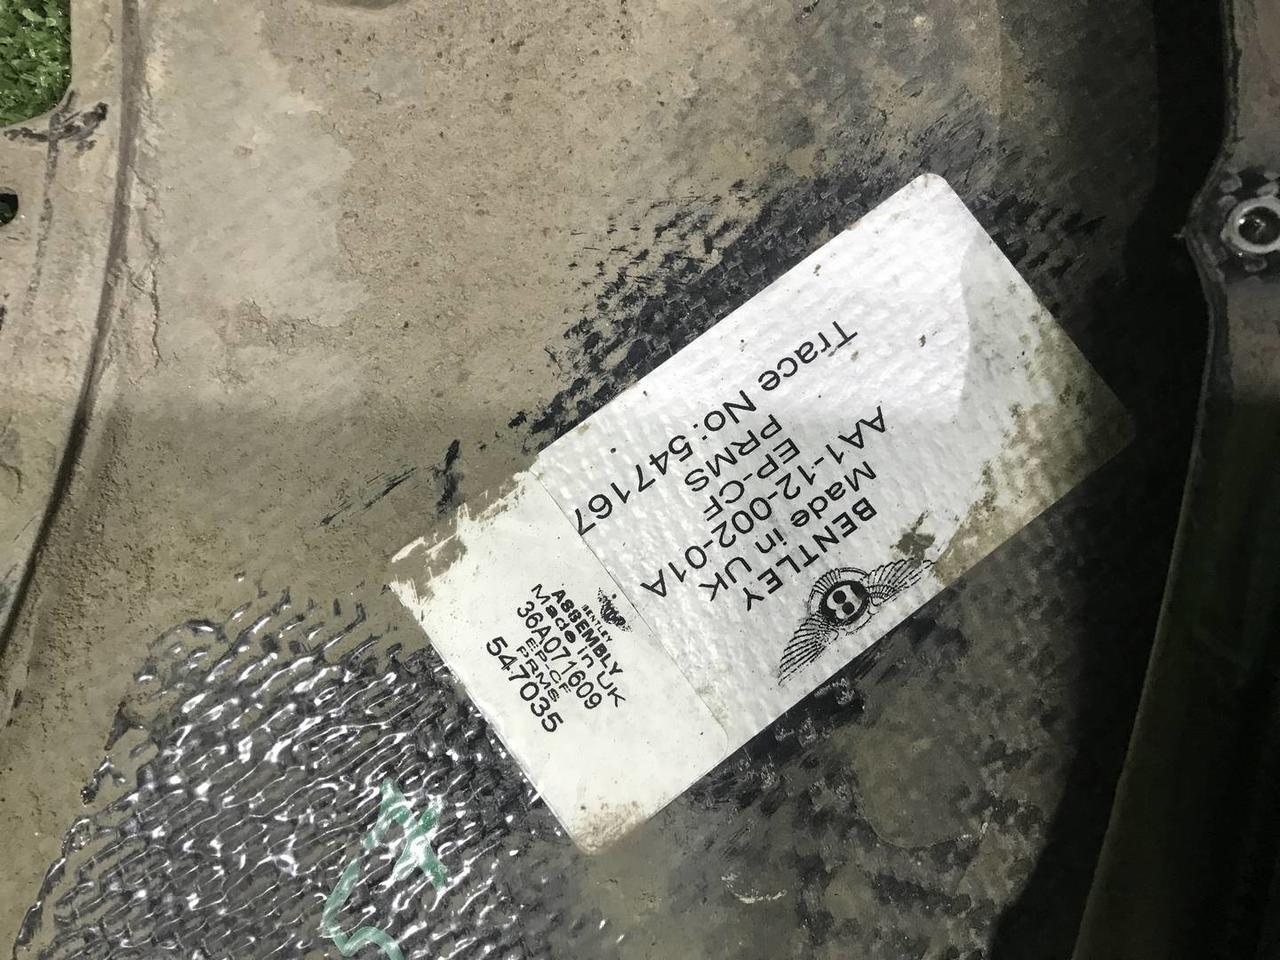 BENTLEY
Made in UK
AA1-12-002-01A
EP-CF
PRMS
Trace No:547167
BENTLEY
ASSEMBLY
Made in UK
36A071609
EP-CF
PRMS
547035